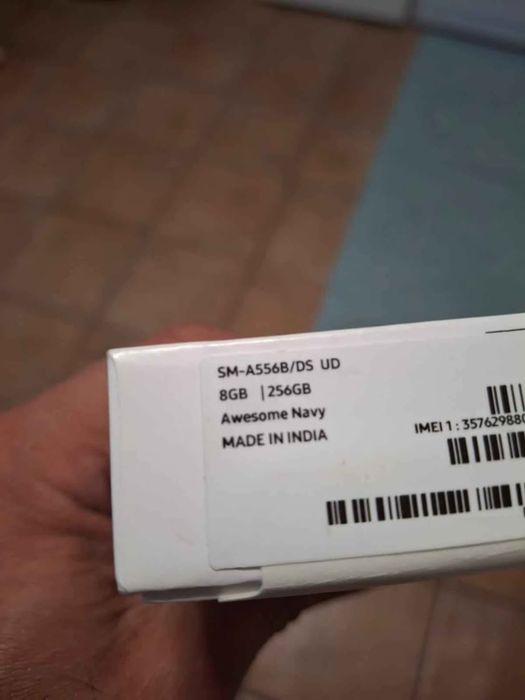 SM-A556B/DS UD
8GB | 256GB
Awesome Navy
MADE IN INDIA
IMEI 1 : 35762988